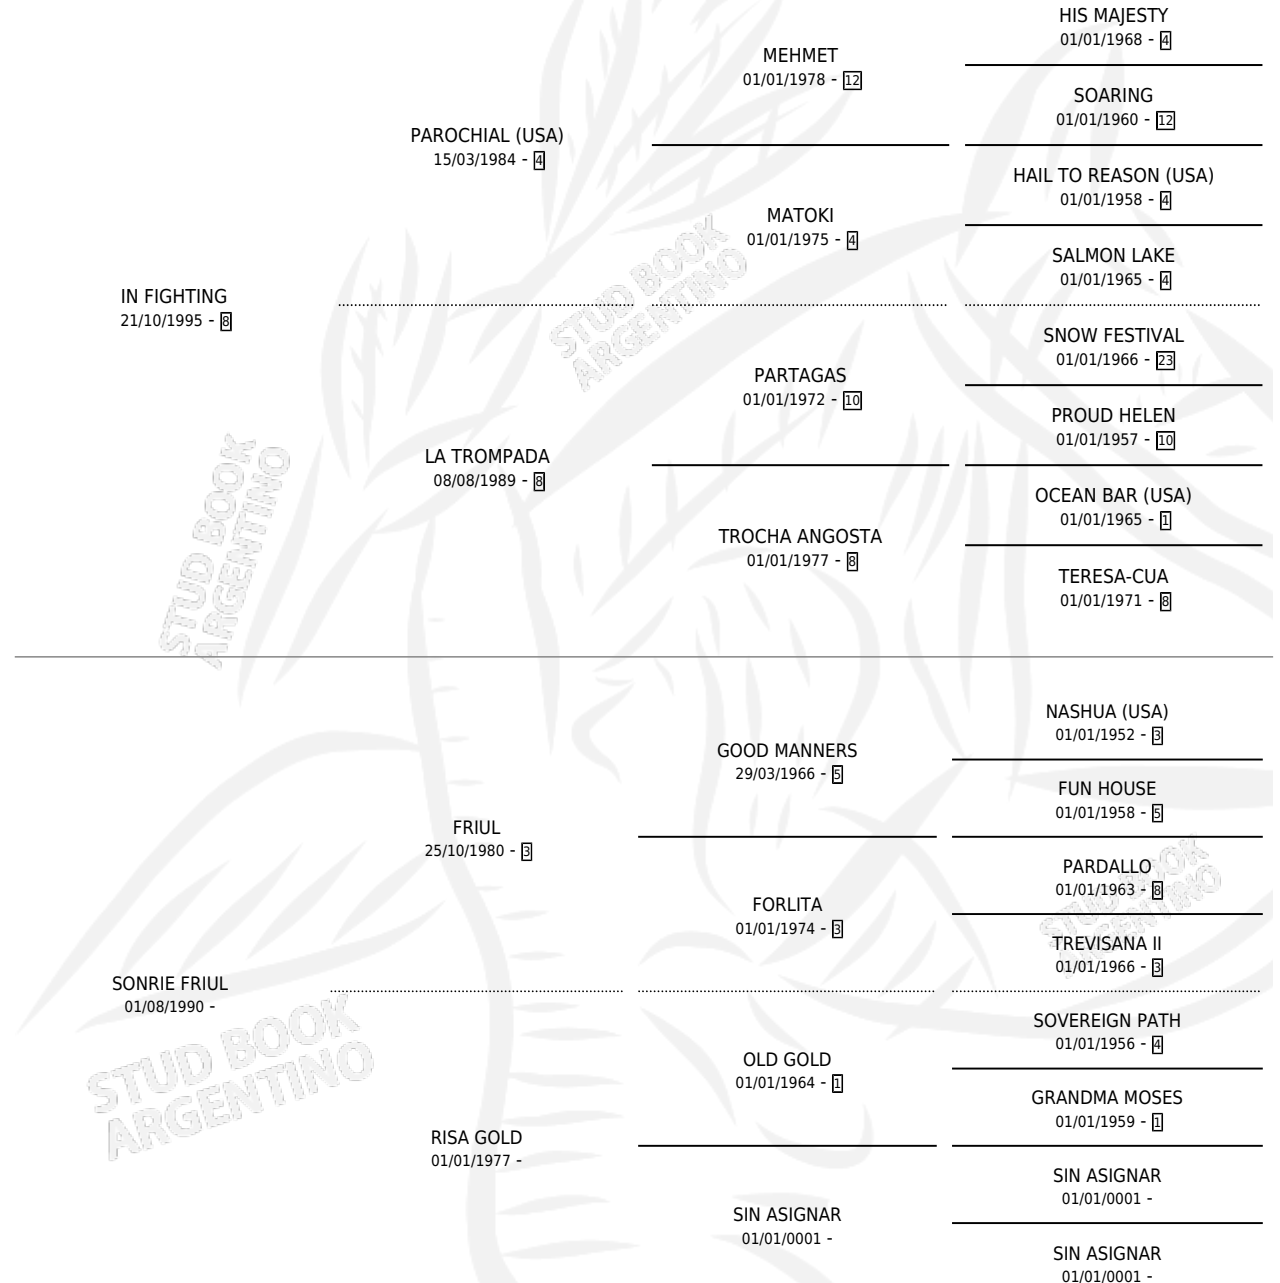 HIS MAJESTY
01/01/1968 - 4
MEHMET
01/01/1978 - 12
SOARING
01/01/1960 - 12
PAROCHIAL (USA)
15/03/1984 - 4
HAIL TO REASON (USA)
01/01/1958 - 4
MATOKI
01/01/1975 - 4
SALMON LAKE
01/01/1965 - 4
IN FIGHTING
21/10/1995 - 8
SNOW FESTIVAL
01/01/1966 - 23
PARTAGAS
01/01/1972 - 10
PROUD HELEN
01/01/1957 - 10
LA TROMPADA
08/08/1989 - 8
OCEAN BAR (USA)
01/01/1965 - 1
TROCHA ANGOSTA
01/01/1977 - 8
TERESA-CUA
01/01/1971 - 8
NASHUA (USA)
01/01/1952 - 3
GOOD MANNERS
29/03/1966 - 5
FUN HOUSE
01/01/1958 - 5
FRIUL
25/10/1980 - 3
PARDALLO
01/01/1963 - 8
FORLITA
01/01/1974 - 3
TREVISANA II
01/01/1966 - 3
SONRIE FRIUL
01/08/1990 -
SOVEREIGN PATH
01/01/1956 - 4
OLD GOLD
01/01/1964 - 1
GRANDMA MOSES
01/01/1959 - 1
RISA GOLD
01/01/1977 -
SIN ASIGNAR
01/01/0001 -
SIN ASIGNAR
01/01/0001 -
SIN ASIGNAR
01/01/0001 -
STUD BOOK
ARGENTINO
STUD BOOK
ARGENTINO
STUD BOOK
ARGENTINO
STUD BOOK
ARGENTINO